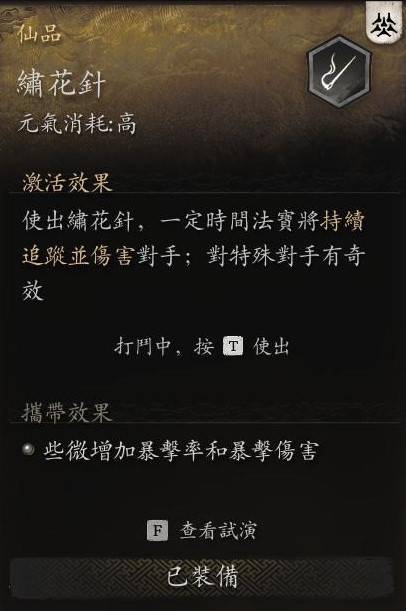 仙品
繡花針
元氣消耗:高
激活效果
使出繡花針，一定時間法寶將持續
追蹤並傷害對手；對特殊對手有奇
效
打鬥中，按 T 使出
攜帶效果
些微增加暴擊率和暴擊傷害
F 查看試演
已裝備